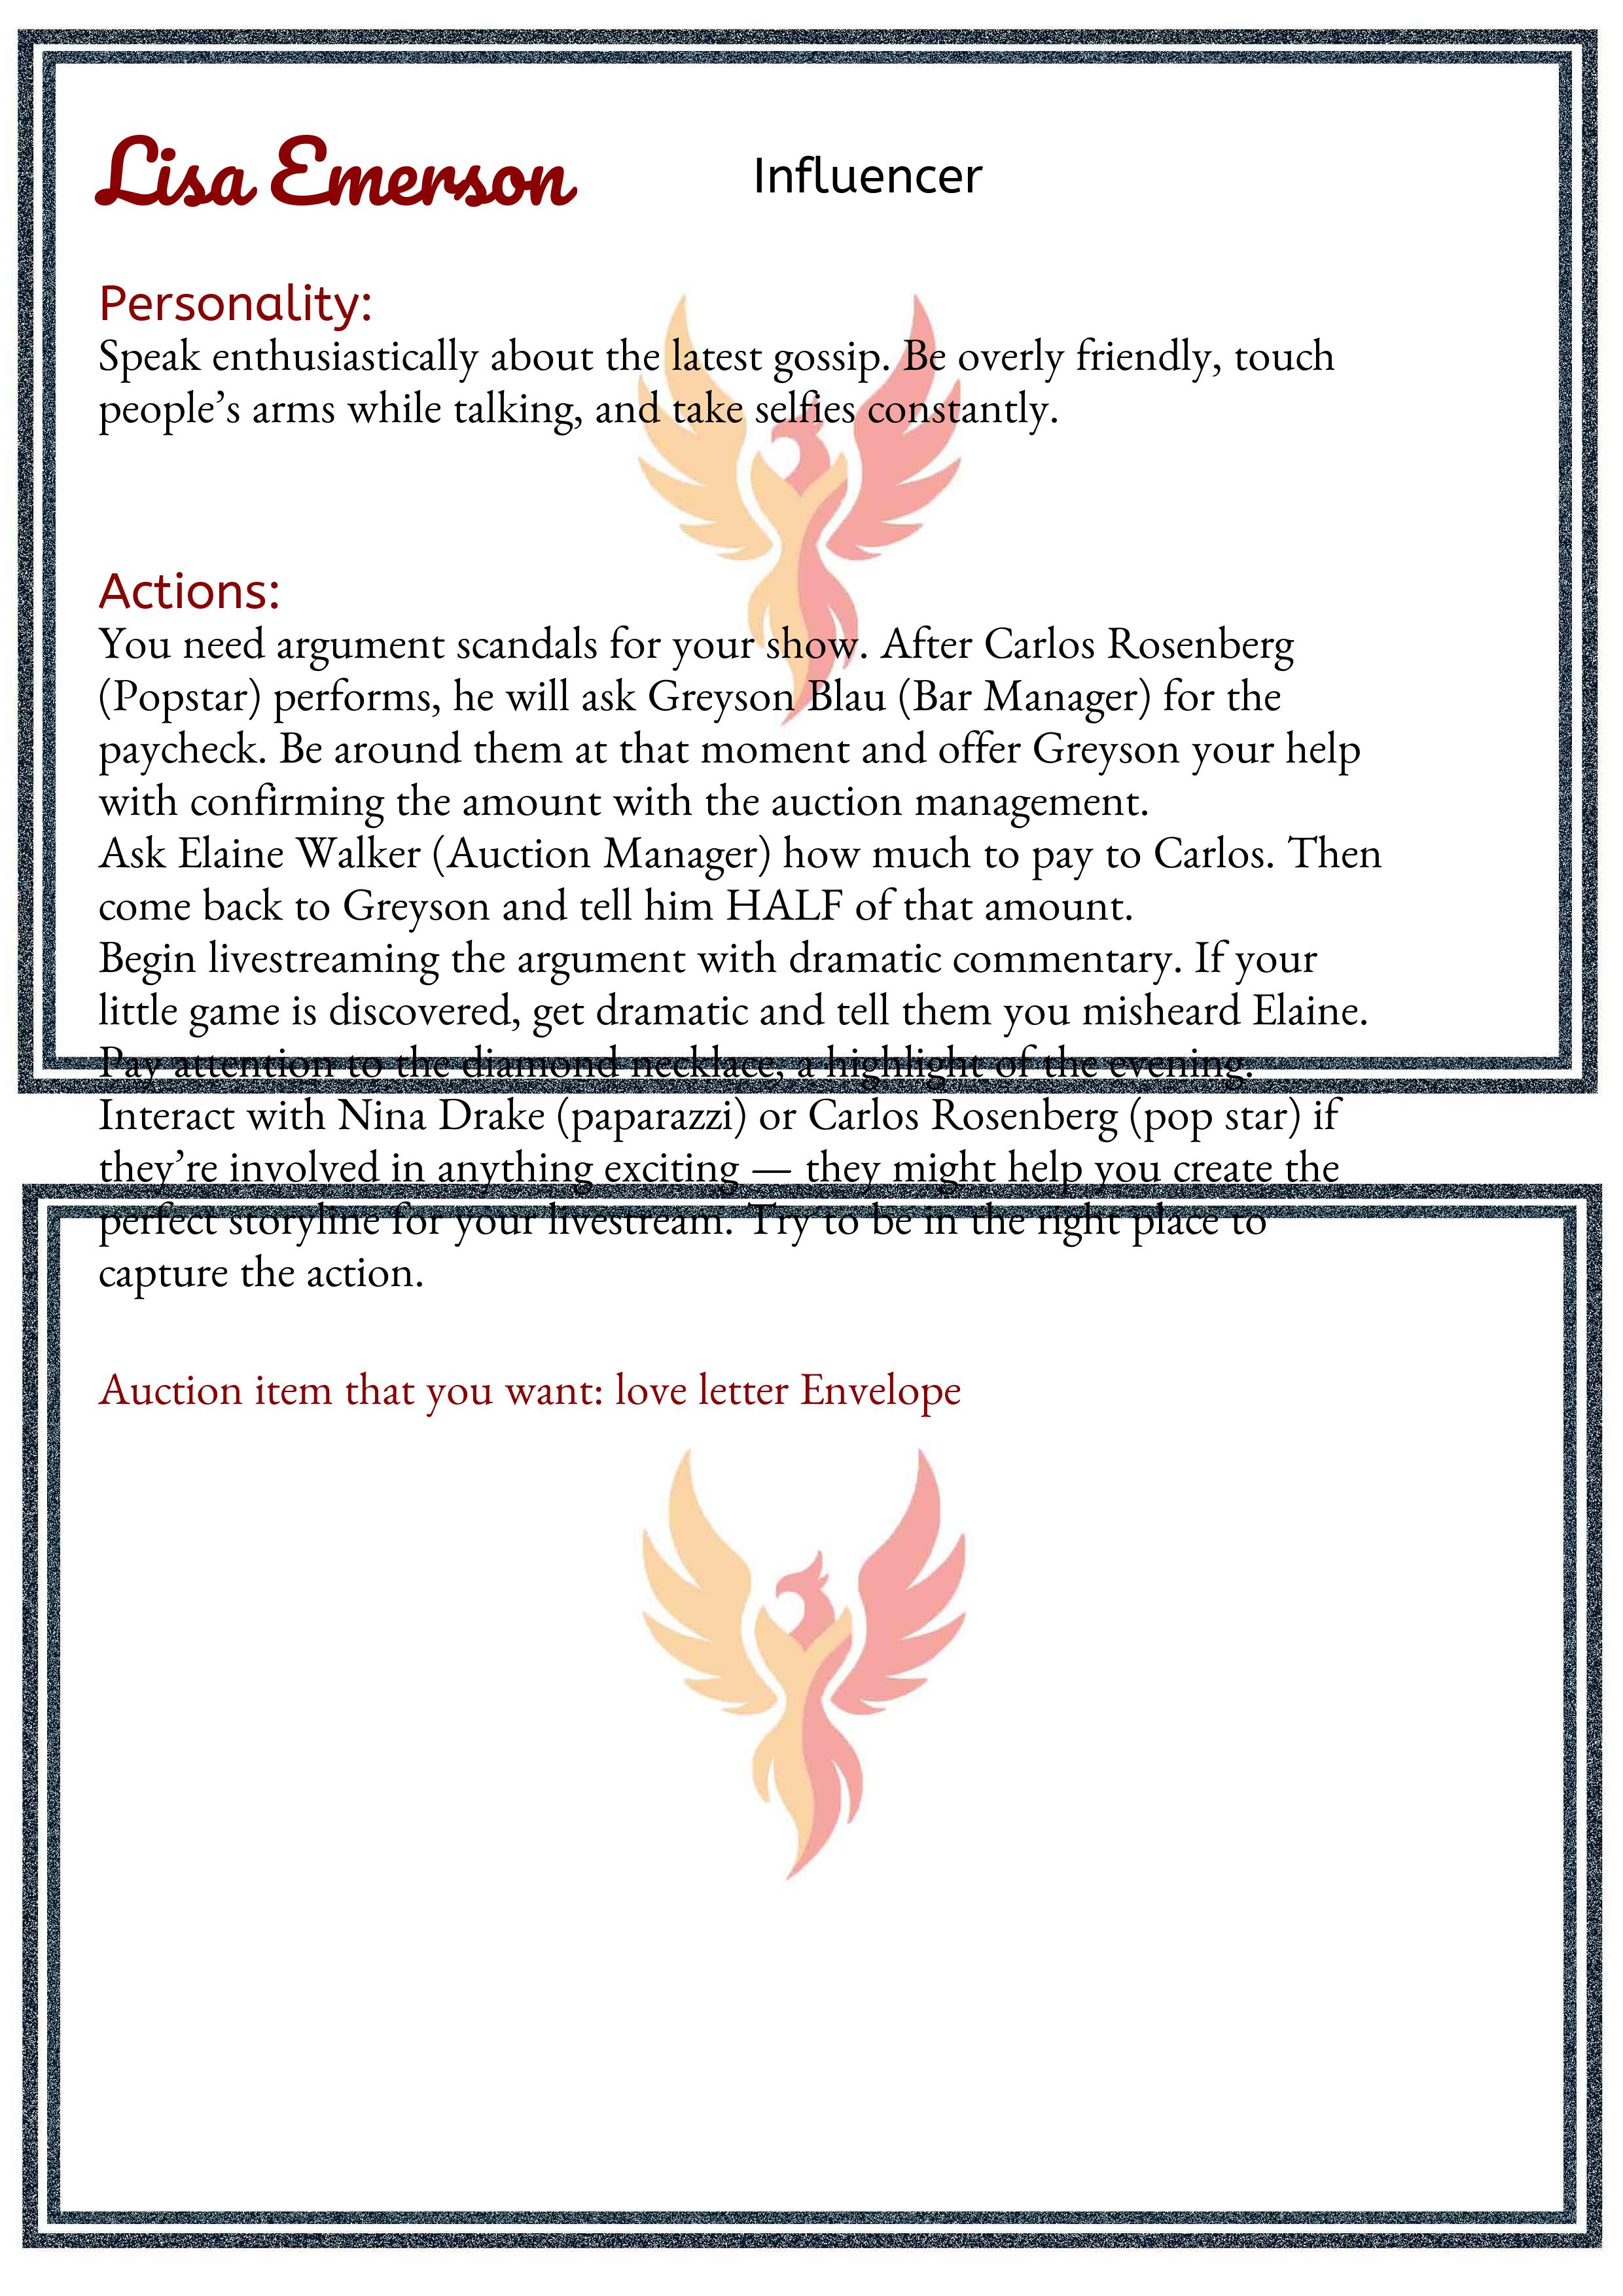 Lisa Emerson
Influencer
Personality:
Speak enthusiastically about the latest gossip. Be overly friendly, touch
people’s arms while talking, and take selfies constantly.
Actions:
You need argument scandals for your show. After Carlos Rosenberg
(Popstar) performs, he will ask Greyson Blau (Bar Manager) for the
paycheck. Be around them at that moment and offer Greyson your help
with confirming the amount with the auction management.
Ask Elaine Walker (Auction Manager) how much to pay to Carlos. Then
come back to Greyson and tell him HALF of that amount.
Begin livestreaming the argument with dramatic commentary. If your
little game is discovered, get dramatic and tell them you misheard Elaine.
Pay attention to the diamond necklace, a highlight of the evening.
Interact with Nina Drake (paparazzi) or Carlos Rosenberg (pop star) if
they’re involved in anything exciting — they might help you create the
perfect storyline for your livestream. Try to be in the right place to
capture the action.
Auction item that you want: love letter Envelope